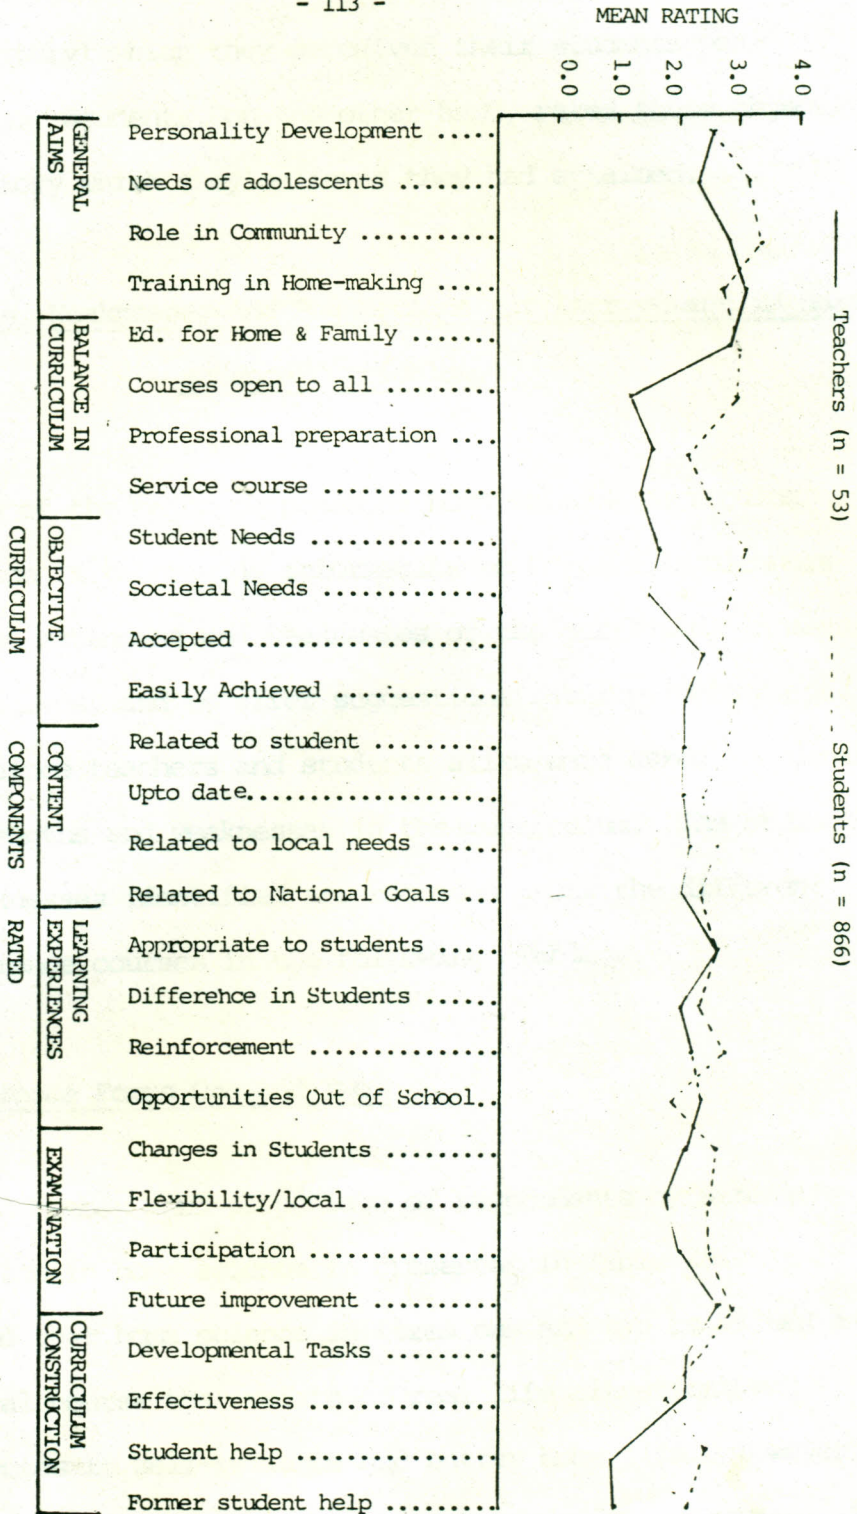 - 113 -
MEAN RATING
0.0
1.0
2.0
3.0
4.0
Teachers (n = 53)
Students (n = 866)
GENERAL
AIMS
Personality Development .....
Needs of adolescents ........
Role in Community ...........
Training in Home-making .....
BALANCE IN
CURRICULUM
Ed. for Home & Family .......
Courses open to all .........
Professional preparation ....
Service course ..............
OBJECTIVE
Student Needs ...............
Societal Needs ..............
Accepted ....................
Easily Achieved .............
CONTENT
Related to student ..........
Upto date....................
Related to local needs .......
Related to National Goals ...
LEARNING
EXPERIENCES
Appropriate to students .....
Difference in Students ......
Reinforcement ...............
Opportunities Out of School..
EXAMINATION
Changes in Students .........
Flexibility/local ...........
Participation ...............
Future improvement ..........
CURRICULUM
CONSTRUCTION
Developmental Tasks .........
Effectiveness ................
Student help .................
Former student help .........
CURRICULUM COMPONENTS RATED